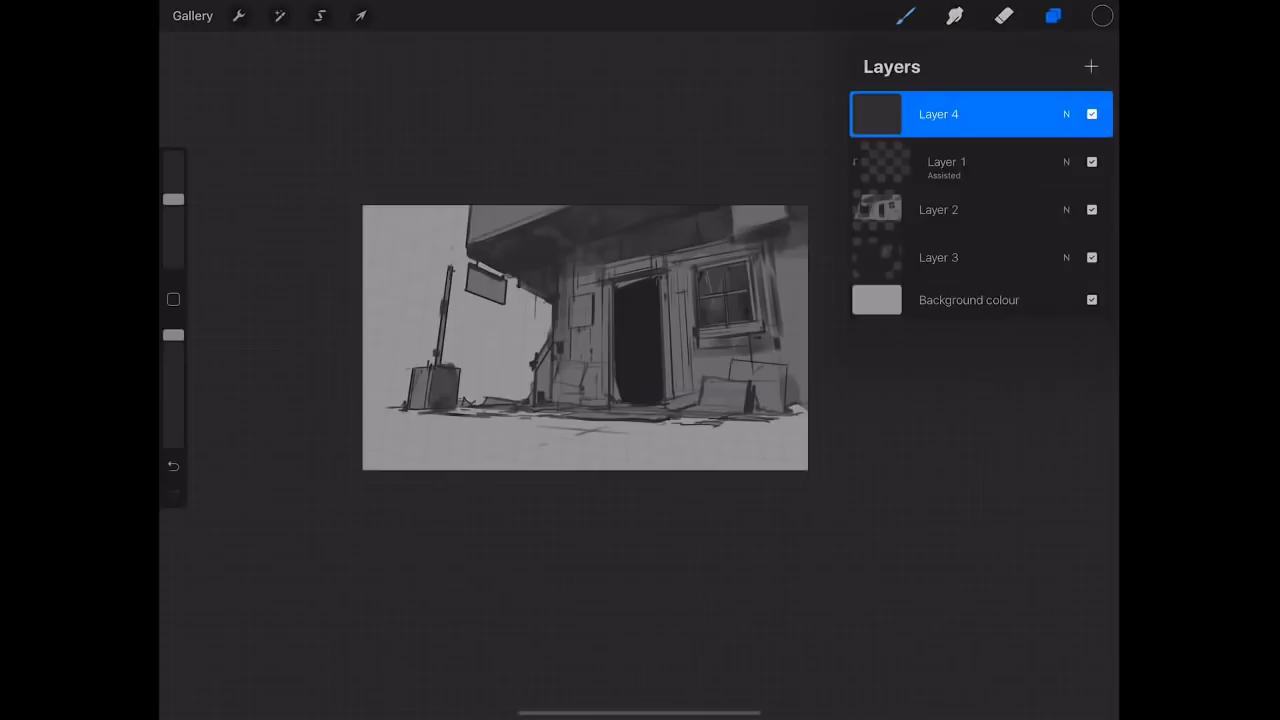 Gallery
Layers
Layer 4 N
Layer 1 N
Assisted
Layer 2 N
Layer 3 N
Background colour